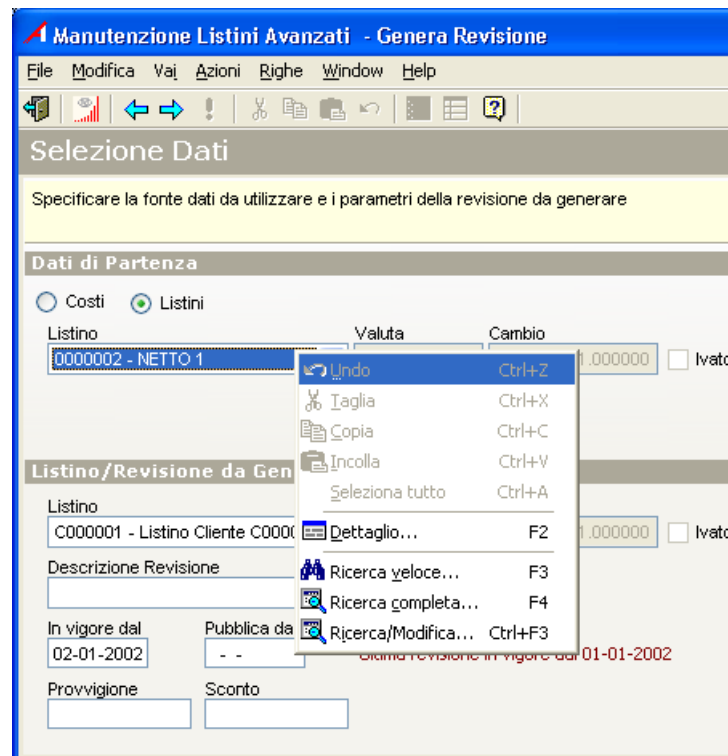 Manutenzione Listini Avanzati - Genera Revisione
File Modifica Vai Azioni Righe Window Help
Selezione Dati
Specificare la fonte dati da utilizzare e i parametri della revisione da generare
Dati di Partenza
Costi Listini
Listino Valuta Cambio
0000002 - NETTO 1 1.000000 Ivato
Undo Ctrl+Z
Taglia Ctrl+X
Copia Ctrl+C
Incolla Ctrl+V
Seleziona tutto Ctrl+A
Dettaglio... F2
Ricerca veloce... F3
Ricerca completa... F4
Ricerca/Modifica... Ctrl+F3
Listino/Revisione da Gen
Listino
C000001 - Listino Cliente C0000 1.000000 Ivato
Descrizione Revisione
In vigore dal Pubblica da
02-01-2002 - - Ultima revisione in vigore dal 01-01-2002
Provvigione Sconto